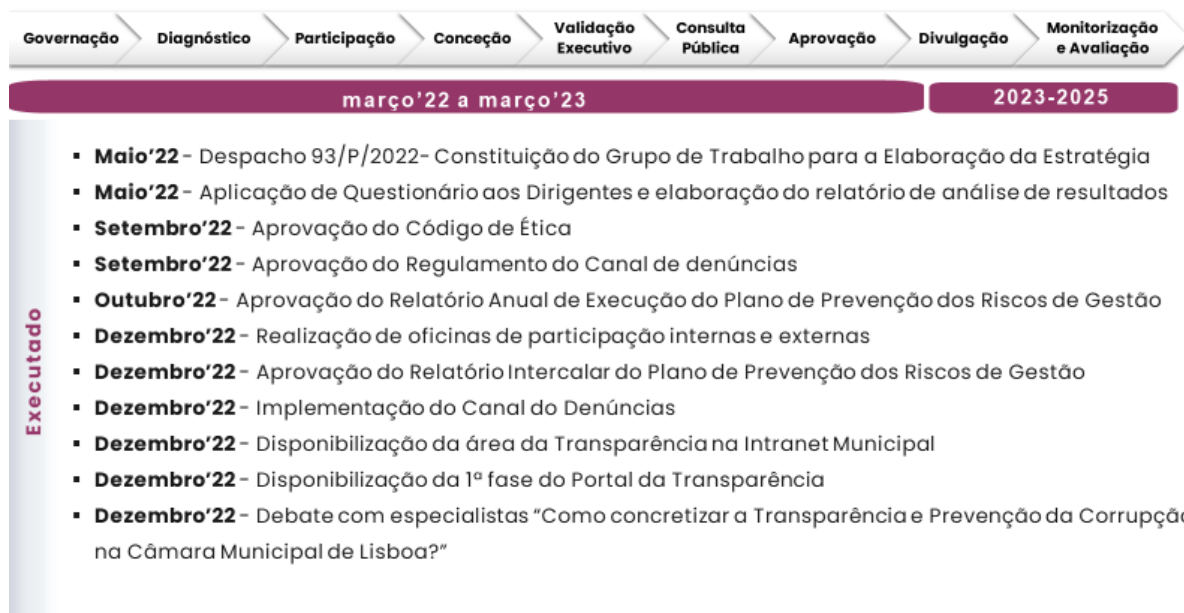 Governação
Diagnóstico
Participação
Conceção
Validação
Executivo
Consulta
Pública
Aprovação
Divulgação
Monitorização
e Avaliação
março'22 a março'23
2023-2025
Executado
▪ Maio'22 - Despacho 93/P/2022- Constituição do Grupo de Trabalho para a Elaboração da Estratégia
▪ Maio'22 - Aplicação de Questionário aos Dirigentes e elaboração do relatório de análise de resultados
▪ Setembro'22 - Aprovação do Código de Ética
▪ Setembro'22 - Aprovação do Regulamento do Canal de denúncias
▪ Outubro'22 - Aprovação do Relatório Anual de Execução do Plano de Prevenção dos Riscos de Gestão
▪ Dezembro'22 - Realização de oficinas de participação internas e externas
▪ Dezembro'22 - Aprovação do Relatório Intercalar do Plano de Prevenção dos Riscos de Gestão
▪ Dezembro'22 - Implementação do Canal do Denúncias
▪ Dezembro'22 - Disponibilização da área da Transparência na Intranet Municipal
▪ Dezembro'22 - Disponibilização da 1ª fase do Portal da Transparência
▪ Dezembro'22 - Debate com especialistas “Como concretizar a Transparência e Prevenção da Corrupção
na Câmara Municipal de Lisboa?”